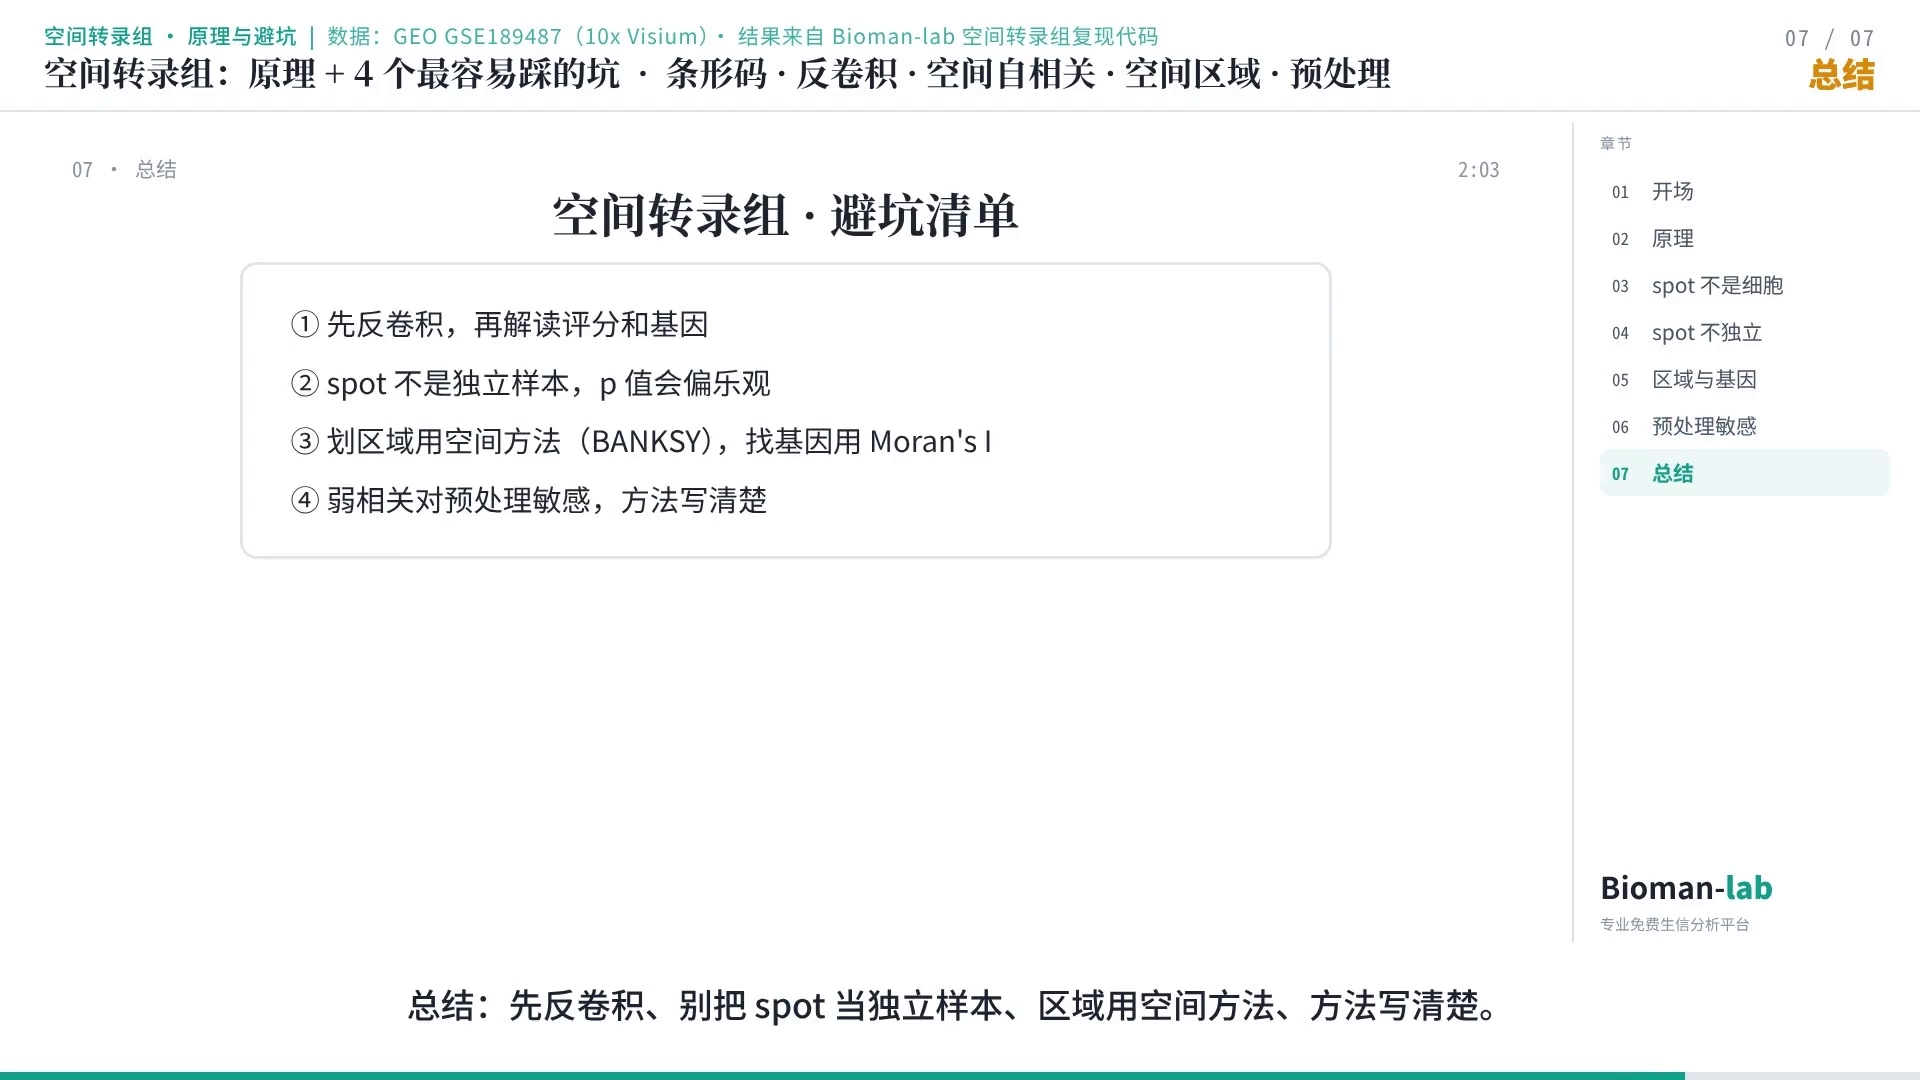 空间转录组 · 原理与避坑 | 数据：GEO GSE189487（10x Visium）· 结果来自 Bioman-lab 空间转录组复现代码
空间转录组：原理 + 4 个最容易踩的坑 · 条形码 · 反卷积 · 空间自相关 · 空间区域 · 预处理
07 / 07
总结
07 · 总结
2:03
空间转录组 · 避坑清单
① 先反卷积，再解读评分和基因
② spot 不是独立样本，p 值会偏乐观
③ 划区域用空间方法（BANKSY），找基因用 Moran's I
④ 弱相关对预处理敏感，方法写清楚
章节
01 开场
02 原理
03 spot 不是细胞
04 spot 不独立
05 区域与基因
06 预处理敏感
07 总结
Bioman-lab
专业免费生信分析平台
总结：先反卷积、别把 spot 当独立样本、区域用空间方法、方法写清楚。